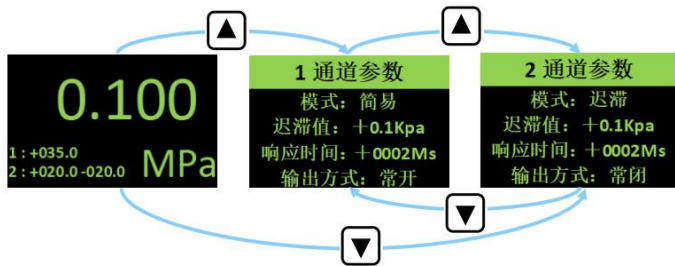 0.100
1 : +035.0
2 : +020.0 -020.0 MPa
1 通道参数
模式：简易
迟滞值：＋0.1Kpa
响应时间：＋0002Ms
输出方式：常开
2 通道参数
模式：迟滞
迟滞值：＋0.1Kpa
响应时间：＋0002Ms
输出方式：常闭